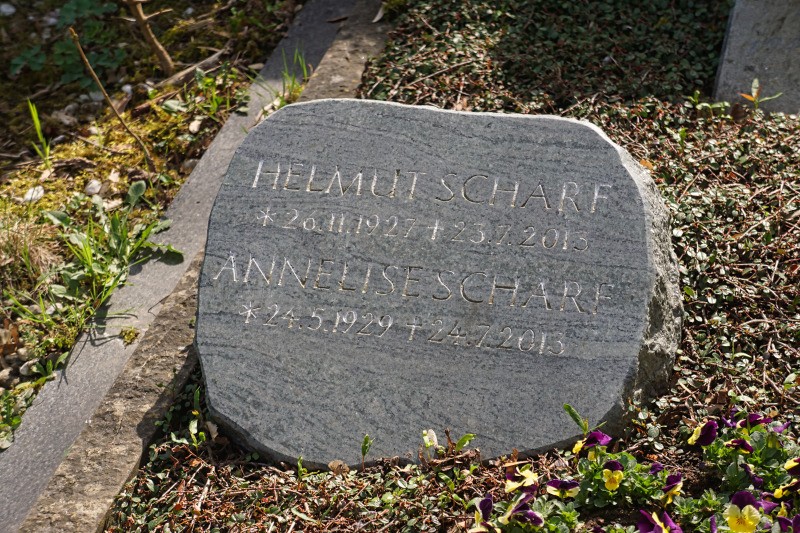 HELMUT SCHARF
* 26.11.1927 † 23.7.2013
ANNELISE SCHARF
* 24.5.1929 † 24.7.2013